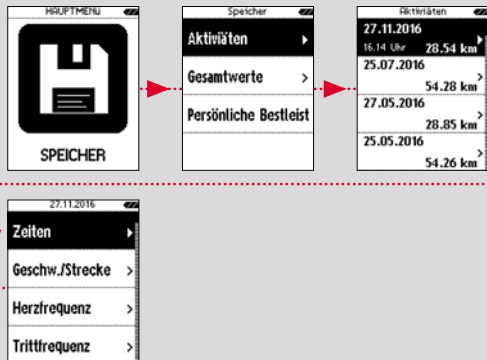 HAUPTMENÜ
SPEICHER
Speicher
Aktiviäten
Gesamtwerte
Persönliche Bestleist
Aktiviäten
27.11.2016
16.14 Uhr 28.54 km
25.07.2016
54.28 km
27.05.2016
28.85 km
25.05.2016
54.26 km
27.11.2016
Zeiten
Geschw./Strecke
Herzfrequenz
Trittfrequenz